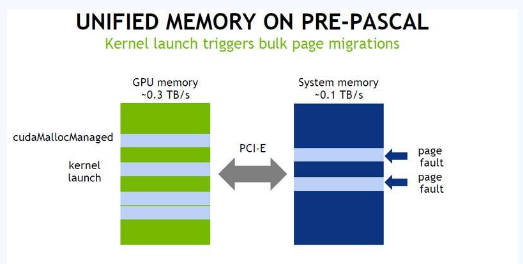 UNIFIED MEMORY ON PRE-PASCAL
Kernel launch triggers bulk page migrations
GPU memory
~0.3 TB/s
System memory
~0.1 TB/s
cudaMallocManaged
kernel
launch
PCI-E
page
fault
page
fault